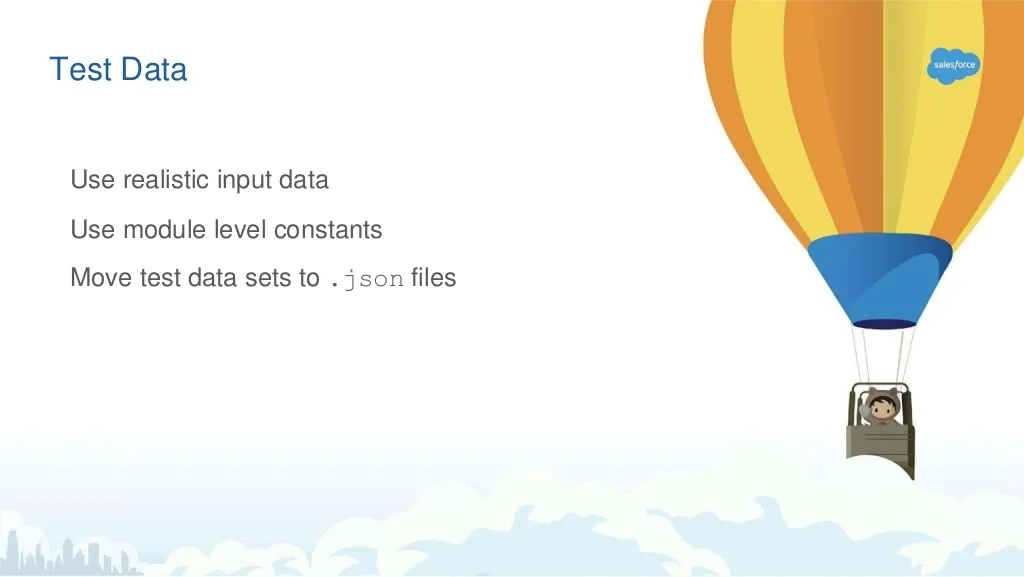 Test Data
salesforce
Use realistic input data
Use module level constants
Move test data sets to .json files